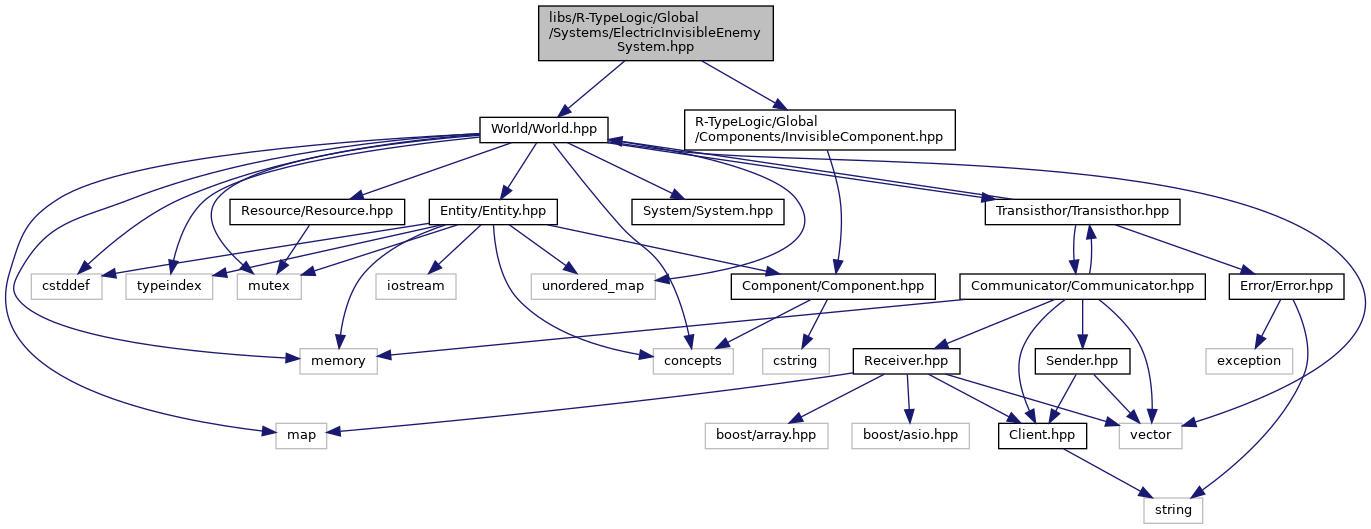 libs/R-TypeLogic/Global
/Systems/ElectricInvisibleEnemy
System.hpp
World/World.hpp
R-TypeLogic/Global
/Components/InvisibleComponent.hpp
Resource/Resource.hpp
Entity/Entity.hpp
System/System.hpp
Transisthor/Transisthor.hpp
cstddef
typeindex
mutex
iostream
unordered_map
Component/Component.hpp
Communicator/Communicator.hpp
Error/Error.hpp
memory
concepts
cstring
Receiver.hpp
Sender.hpp
exception
map
boost/array.hpp
boost/asio.hpp
Client.hpp
vector
string